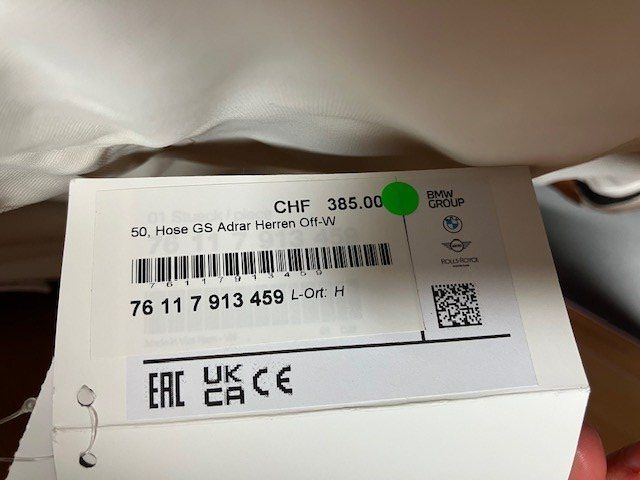 CHF 385.00
50, Hose GS Adrar Herren Off-W
76117913459
76 11 7 913 459 L-Ort: H
BMW
GROUP
ROLLS-ROYCE
EAC UK
CA CE